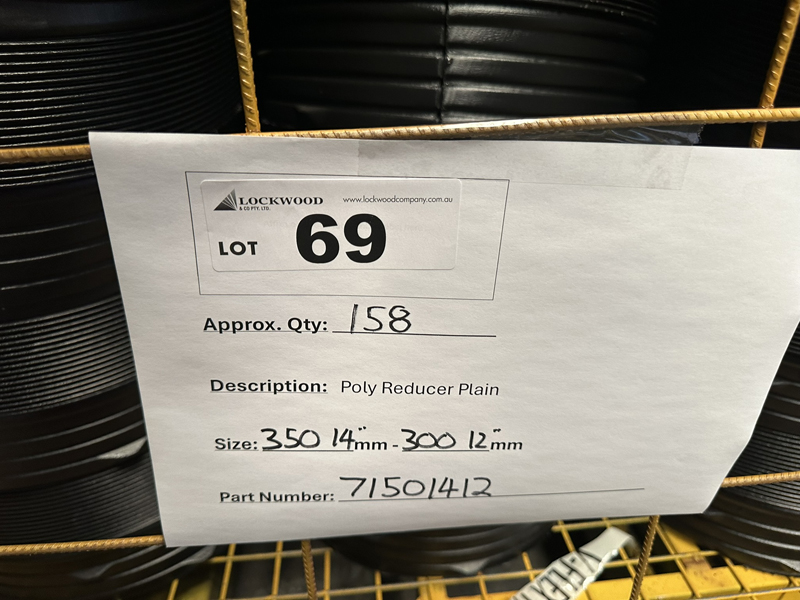 LOCKWOOD www.lockwoodcompany.com.au
& CO PTY. LTD.
LOT 69
Approx. Qty: 158
Description: Poly Reducer Plain
Size: 350 14"mm - 300 12"mm
Part Number: 71501412